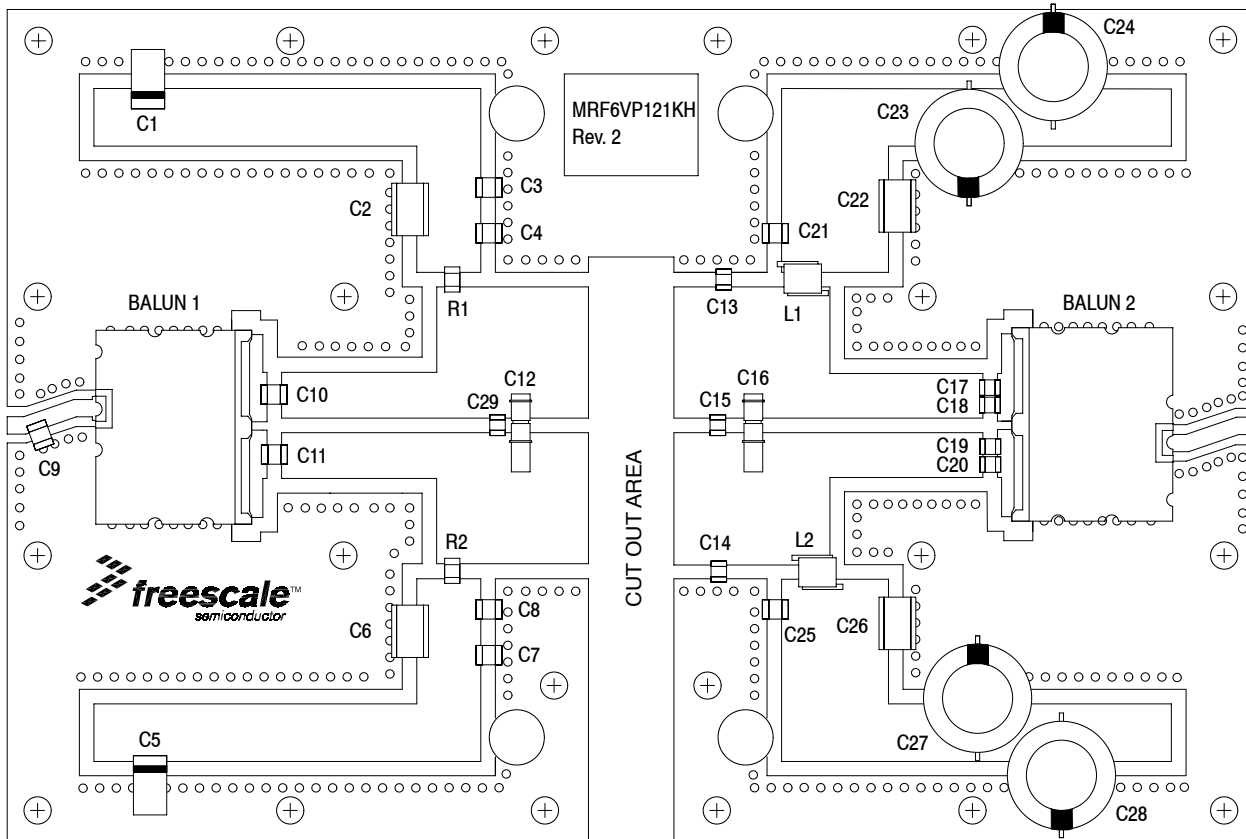 C24
C23
MRF6VP121KH
Rev. 2
C1
C3
C2
C22
C4
C21
BALUN 1
R1
C13
L1
BALUN 2
C12
C16
C10
C29
C15
C17
C18
C9
C11
C19
C20
CUT OUT AREA
R2
C14
L2
freescale™
semiconductor
C8
C6
C25
C26
C7
C5
C27
C28